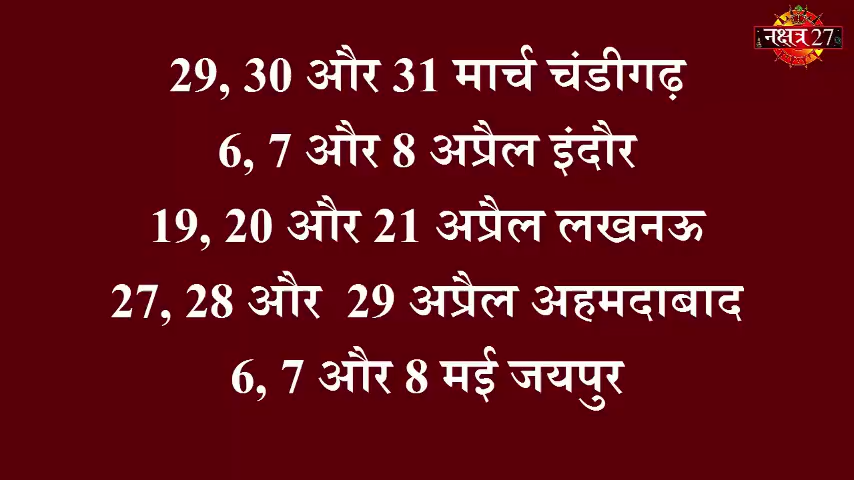 नक्षत्र 27
29, 30 और 31 मार्च चंडीगढ़
6, 7 और 8 अप्रैल इंदौर
19, 20 और 21 अप्रैल लखनऊ
27, 28 और 29 अप्रैल अहमदाबाद
6, 7 और 8 मई जयपुर